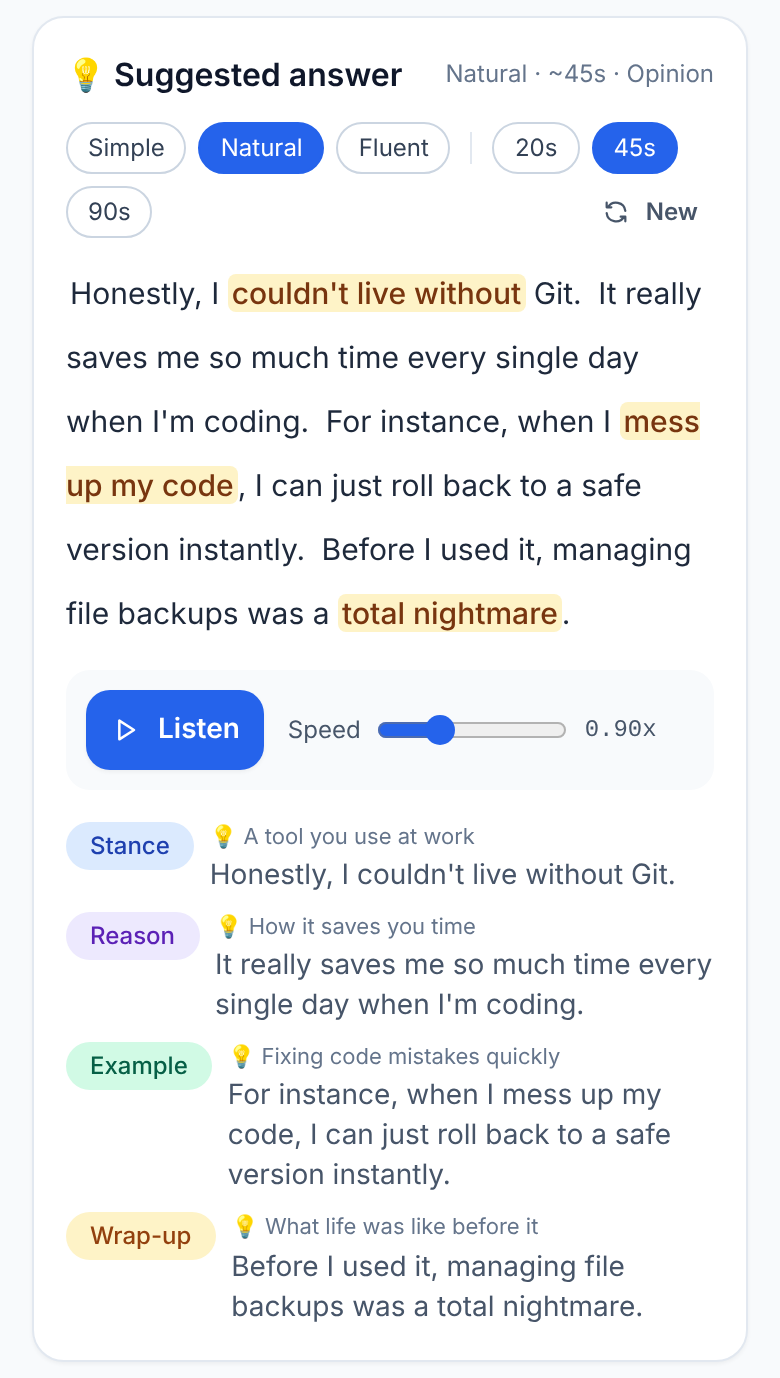 💡 Suggested answer Natural · ~45s · Opinion
Simple Natural Fluent 20s 45s
90s New
Honestly, I couldn't live without Git. It really
saves me so much time every single day
when I'm coding. For instance, when I mess
up my code, I can just roll back to a safe
version instantly. Before I used it, managing
file backups was a total nightmare.
Listen Speed 0.90x
Stance 💡 A tool you use at work
Honestly, I couldn't live without Git.
Reason 💡 How it saves you time
It really saves me so much time every
single day when I'm coding.
Example 💡 Fixing code mistakes quickly
For instance, when I mess up my
code, I can just roll back to a safe
version instantly.
Wrap-up 💡 What life was like before it
Before I used it, managing file
backups was a total nightmare.